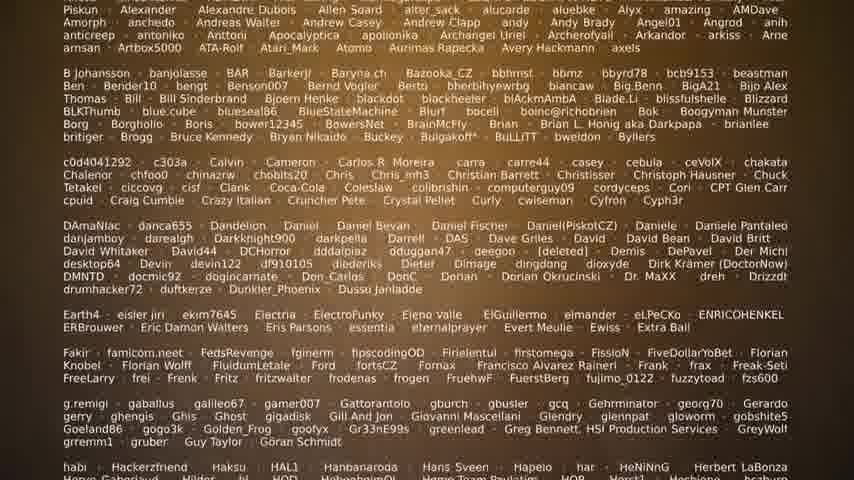 Piskun · Alexander · Alexandre Dubois · Allen Soard · alter_sack · alucarde · aluebke · Alyx · amazing · AMDave
Amorph · anchedo · Andreas Walter · Andrew Casey · Andrew Clapp · andy · Andy Brady · Angel01 · Angrod · anih
anticreep · antoniko · Anttoni · Apocalyptica · apolionika · Archangel Uriel · Archerofall · Arkandor · arkiss · Arne
arnsan · Artbox5000 · ATA-Rolf · Atari_Mark · Atomo · Aurimas Rapecka · Avery Hackmann · axels
B Johansson · banjolasse · BAR · BarkerJr · Baryna.ch · Bazooka_CZ · bbhmst · bbmz · bbyrd78 · bcb9153 · beastman
Ben · Bender10 · bengt · Benson007 · Bernd Vogler · Bertu · bherbihyewrbg · biancaw · Big.Benn · BigA21 · Bijo Alex
Thomas · Bill · Bill Sinderbrand · Bjoern Henke · blackdot · blackheeler · blAckmAmbA · Blade.Li · blissfulshelle · Blizzard
BLKThumb · blue.cube · blueseal86 · BlueStateMachine · Blurf · bocell · boinc@richobrien · Bok · Boogyman Munster
Borg · Borgholio · Boris · bower12345 · BowersNet · BrainMcFly · Brian · Brian L. Honig aka Darkpapa · brianlee
britiger · Brogg · Bruce Kennedy · Bryan Nikaido · Buckey · Bulgakoff* · BuLLiTT · bweldon · Byllers
c0d4041292 · c303a · Calvin · Cameron · Carlos R. Moreira · carra · carre44 · casey · cebula · ceVoIX · chakata
Chalenor · chfoo0 · chinazrw · chobits20 · Chris · Chris_mh3 · Christian Barrett · Christisser · Christoph Hausner · Chuck
Tetakel · ciccovg · cisf · Clank · Coca-Cola · Coleslaw · colibrishin · computerguy09 · cordyceps · Cori · CPT Glen Carr
cpuid · Craig Cumbie · Crazy Italian · Cruncher Pete · Crystal Pellet · Curly · cwiseman · Cyfron · Cyph3r
DAmaNIac · danca655 · Dandelion · Daniel · Daniel Bevan · Daniel Fischer · Daniel(PiskotCZ) · Daniele · Daniele Pantaleo
danjamboy · darealgh · Darkknight900 · darkpella · Darrell · DAS · Dave Griles · David · David Bean · David Britt
David Whitaker · David44 · DCHorror · dddalpiaz · dduggan47 · deegon · [deleted] · Demis · DePavel · Der Michl
desktop64 · Devin · devin122 · df910105 · diederiks · Dieter · Dimage · dingdong · dioxyde · Dirk Krämer (DoctorNow)
DMNTD · docmic92 · dogincarnate · Don_Carlos · DonC · Dorian · Dorian Okrucinski · Dr. MaXX · dreh · Drizzdt
drumhacker72 · duftkerze · Dunkler_Phoenix · Dussu Janladde
Earth4 · eisler jiri · ekim7645 · Electria · ElectroFunky · Eleno Valle · ElGuillermo · elmander · eLPeCKo · ENRICOHENKEL
ERBrouwer · Eric Damon Walters · Eris Parsons · essentia · eternalprayer · Evert Meulie · Ewiss · Extra Ball
Fakir · famicom.neet · FedsRevenge · fginerm · fipscodingOD · Firielentul · firstomega · FissioN · FiveDollarYoBet · Florian
Knobel · Florian Wolff · FluidumLetale · Ford · fortsCZ · Fornax · Francisco Alvarez Raineri · Frank · frax · Freak-Seti
FreeLarry · frei · Frenk · Fritz · fritzwalter · frodenas · frogen · FruehwF · FuerstBerg · fujimo_0122 · fuzzytoad · fzs600
g.remigi · gaballus · galileo67 · gamer007 · Gattorantolo · gburch · gbusler · gcq · Gehrminator · georg70 · Gerardo
gerry · ghengis · Ghis · Ghost · gigadisk · Gill And Jon · Giovanni Mascellani · Glendry · glennpat · gloworm · gobshite5
Goeland86 · gogo3k · Golden_Frog · goofyx · Gr33nE99s · greenlead · Greg Bennett, HSI Production Services · GreyWolf
grremm1 · gruber · Guy Taylor · Göran Schmidt
habi · Hackerzfriend · Haksu · HAL1 · Hanbanaroda · Hans Sveen · Hapeio · har · HeNiNnG · Herbert LaBonza